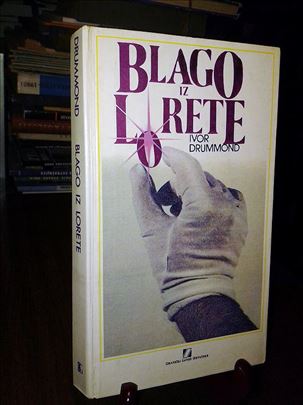 DRUMMOND BLAGO IZ LORETE
BLAGO
IZ
LORETE
IVOR
DRUMMOND